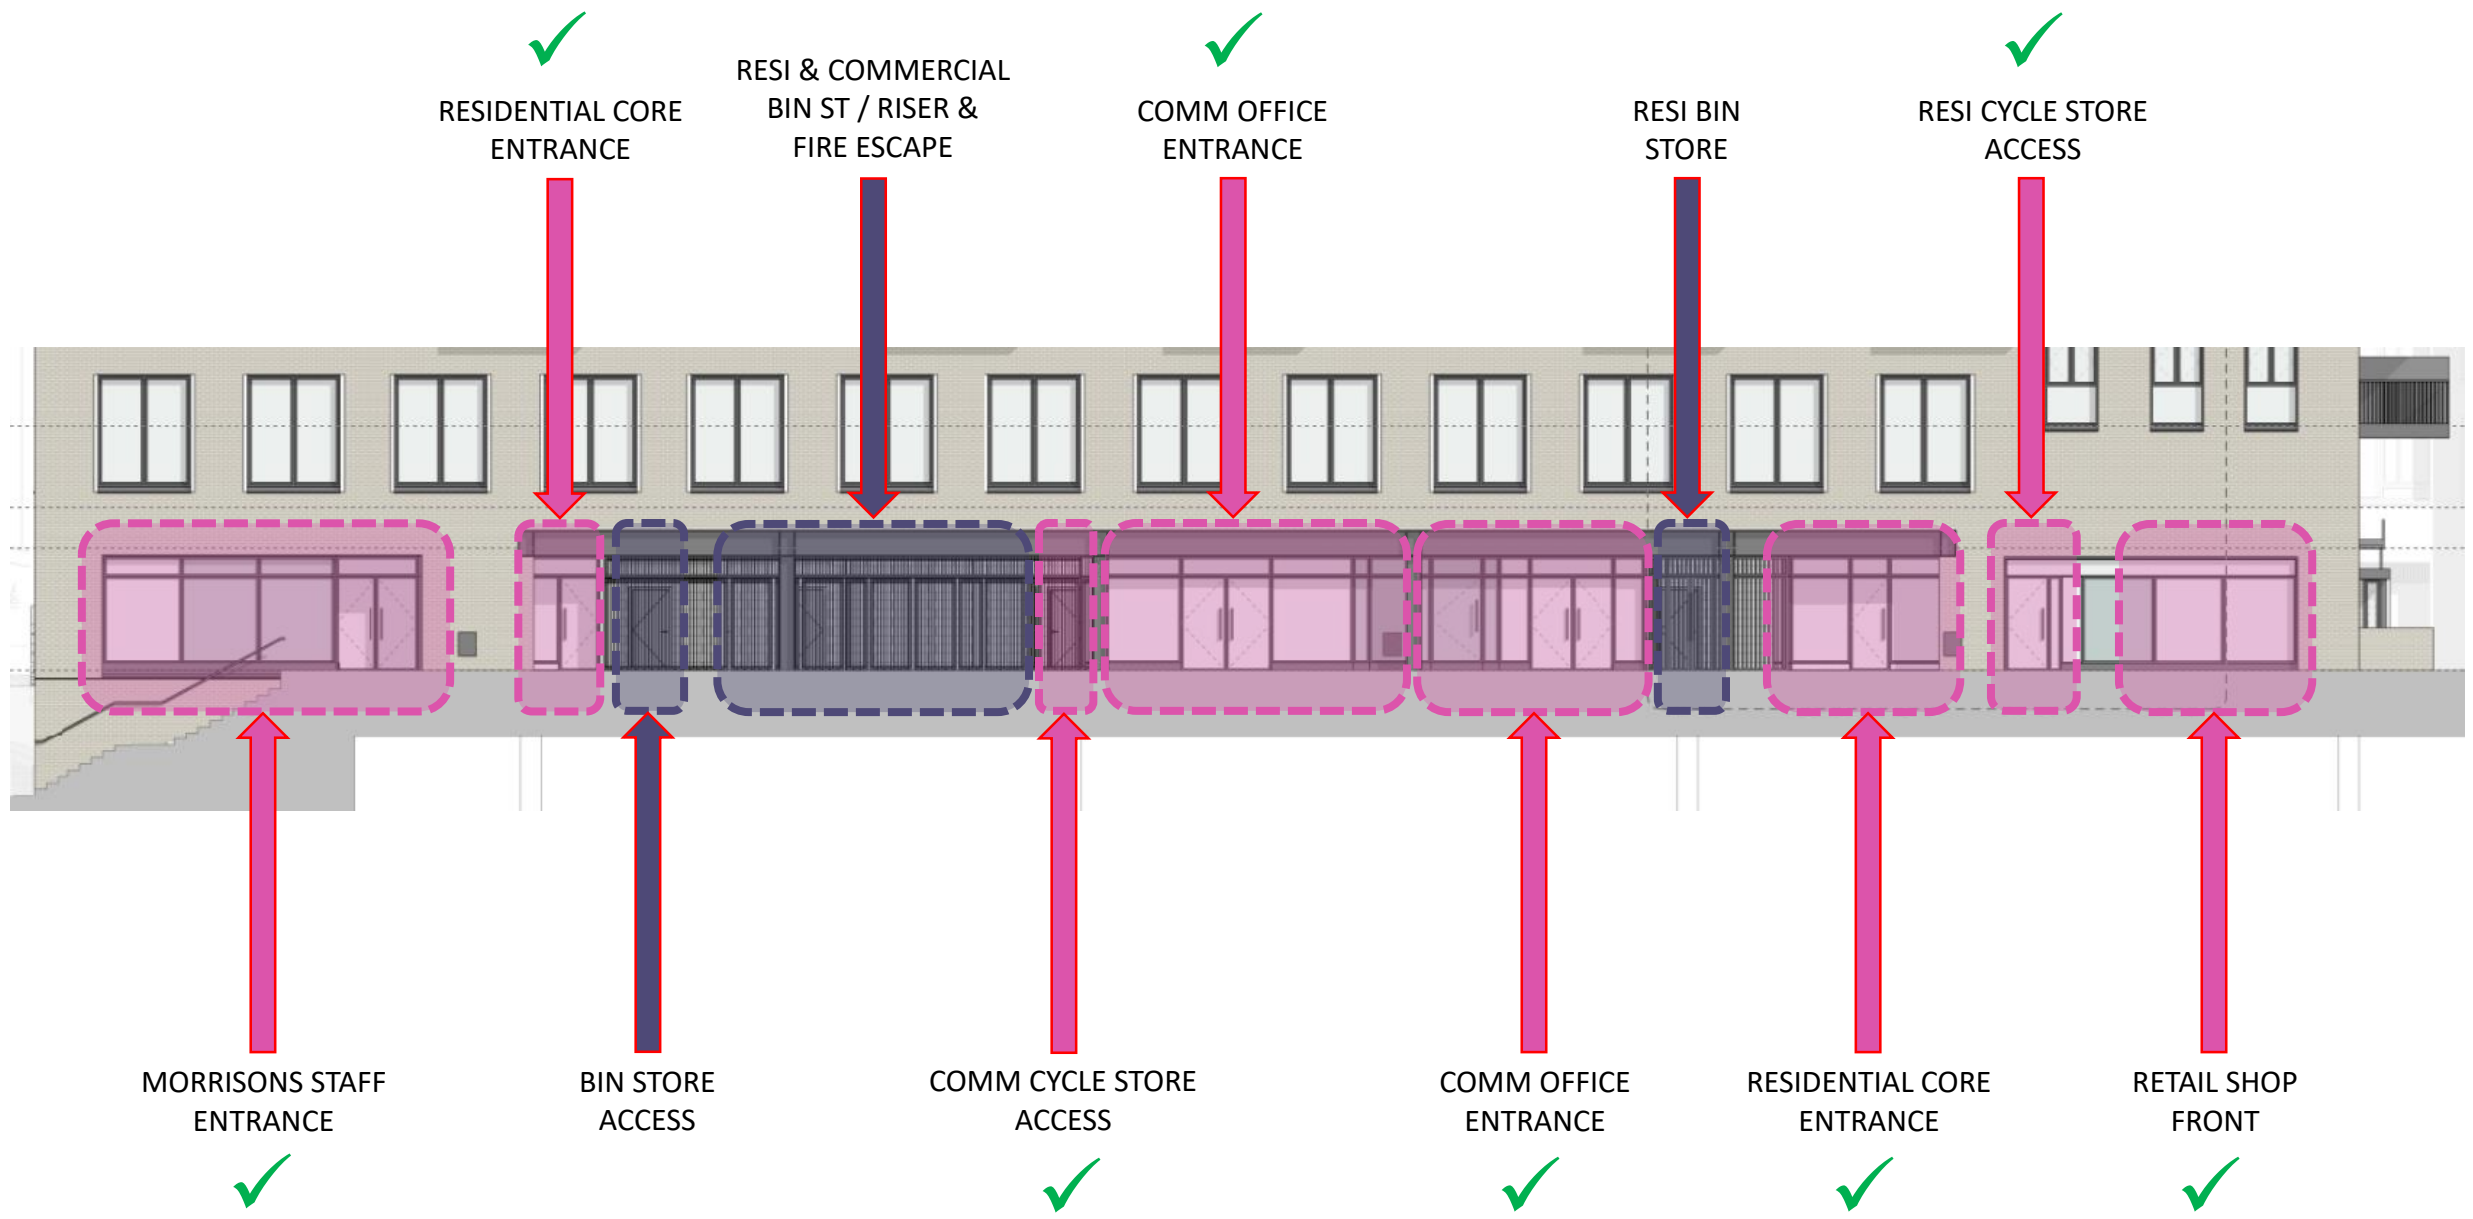 RESIDENTIAL CORE
ENTRANCE
RESI & COMMERCIAL
BIN ST / RISER &
FIRE ESCAPE
COMM OFFICE
ENTRANCE
RESI BIN
STORE
RESI CYCLE STORE
ACCESS
MORRISONS STAFF
ENTRANCE
BIN STORE
ACCESS
COMM CYCLE STORE
ACCESS
COMM OFFICE
ENTRANCE
RESIDENTIAL CORE
ENTRANCE
RETAIL SHOP
FRONT